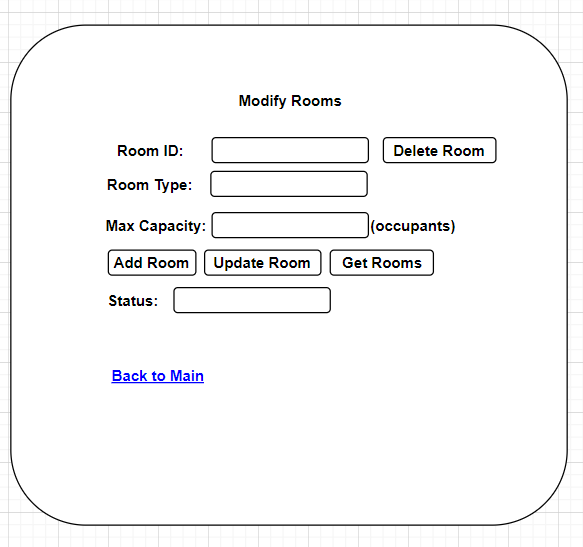 Modify Rooms
Room ID: Delete Room
Room Type:
Max Capacity: (occupants)
Add Room Update Room Get Rooms
Status:
Back to Main